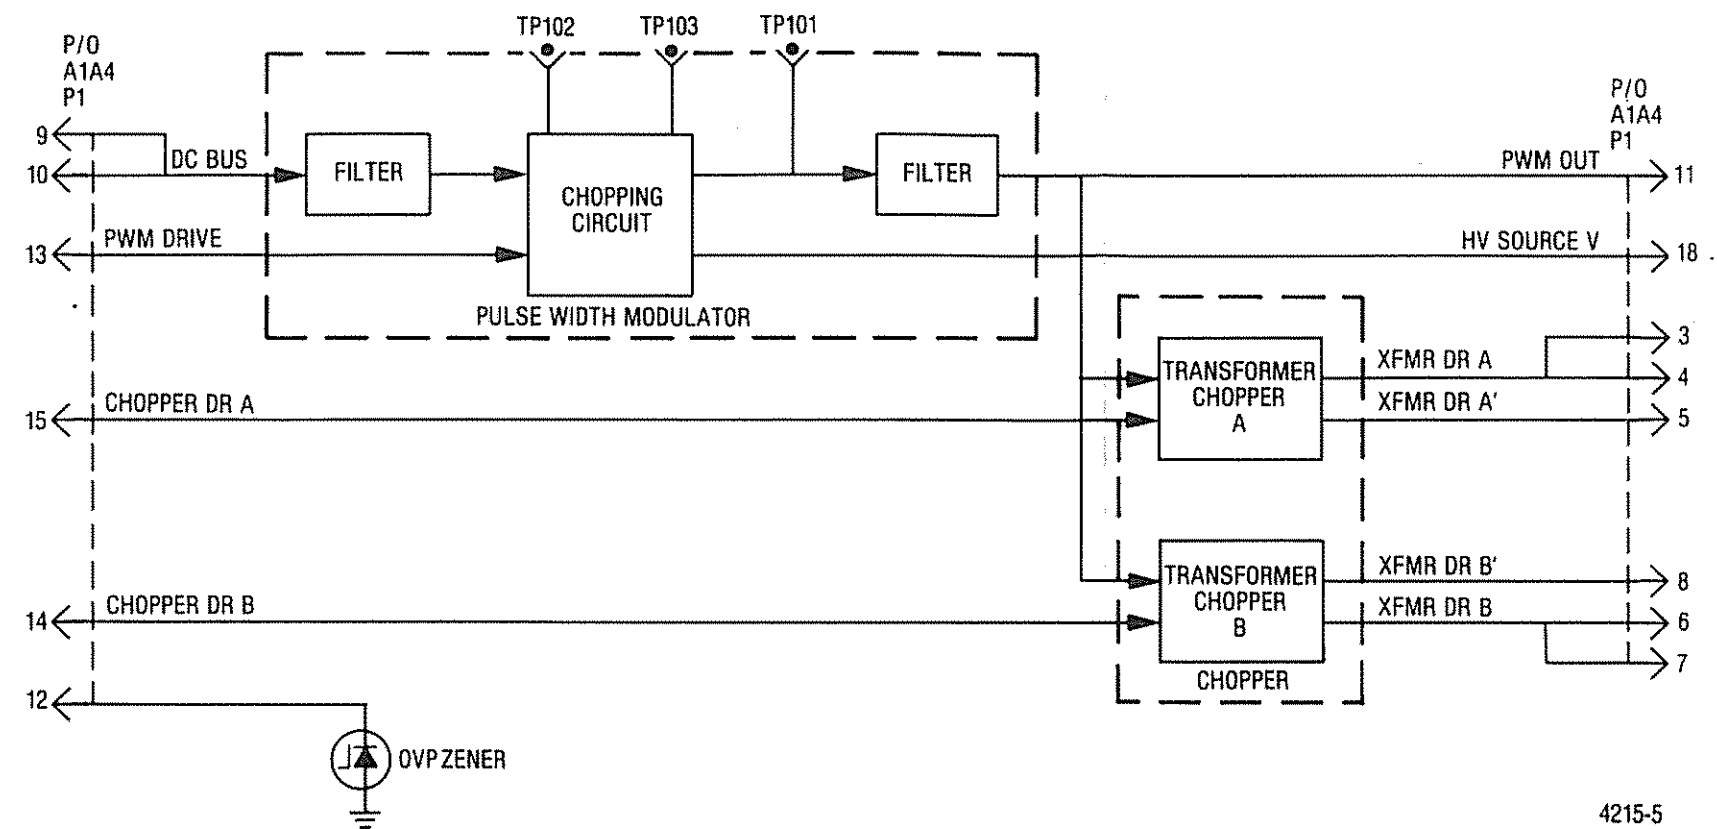 TP102 TP103 TP101
P/O
A1A4
P1
P/O
A1A4
P1
9
10
DC BUS
FILTER
CHOPPING
CIRCUIT
FILTER
PWM OUT
11
13
PWM DRIVE
HV SOURCE V
18
PULSE WIDTH MODULATOR
3
TRANSFORMER
CHOPPER
A
XFMR DR A
4
15
CHOPPER DR A
XFMR DR A'
5
TRANSFORMER
CHOPPER
B
XFMR DR B'
8
14
CHOPPER DR B
XFMR DR B
6
7
CHOPPER
12
OVP ZENER
4215-5